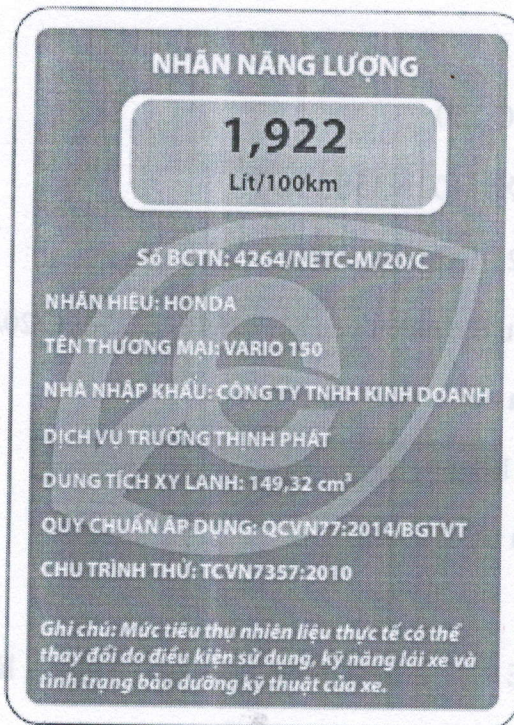 NHÃN NĂNG LƯỢNG
1,922
Lít/100km
Số BCTN: 4264/NETC-M/20/C
NHÃN HIỆU: HONDA
TÊN THƯƠNG MẠI: VARIO 150
NHÀ NHẬP KHẨU: CÔNG TY TNHH KINH DOANH
DỊCH VỤ TRƯỜNG THỊNH PHÁT
DUNG TÍCH XY LANH: 149,32 cm³
QUY CHUẨN ÁP DỤNG: QCVN77:2014/BGTVT
CHU TRÌNH THỬ: TCVN7357:2010
Ghi chú: Mức tiêu thụ nhiên liệu thực tế có thể
thay đổi do điều kiện sử dụng, kỹ năng lái xe và
tình trạng bảo dưỡng kỹ thuật của xe.